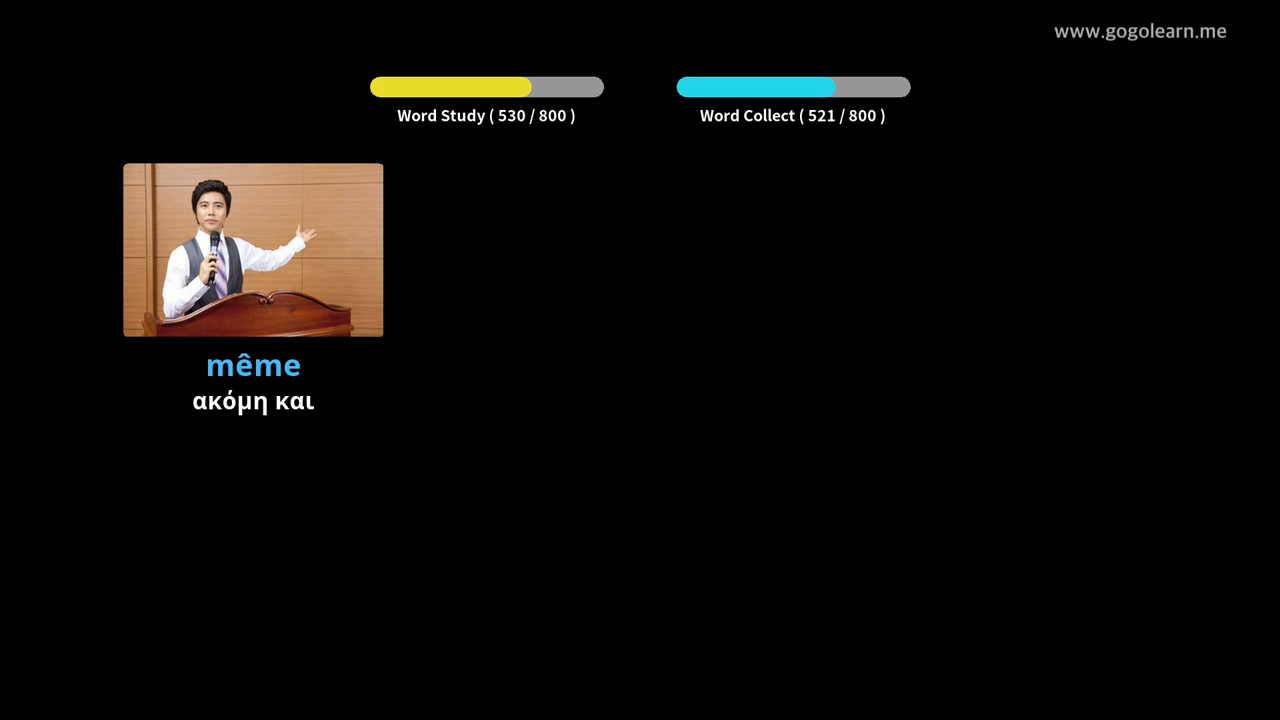 www.gogolearn.me
Word Study ( 530 / 800 )
Word Collect ( 521 / 800 )
même
ακόμη και